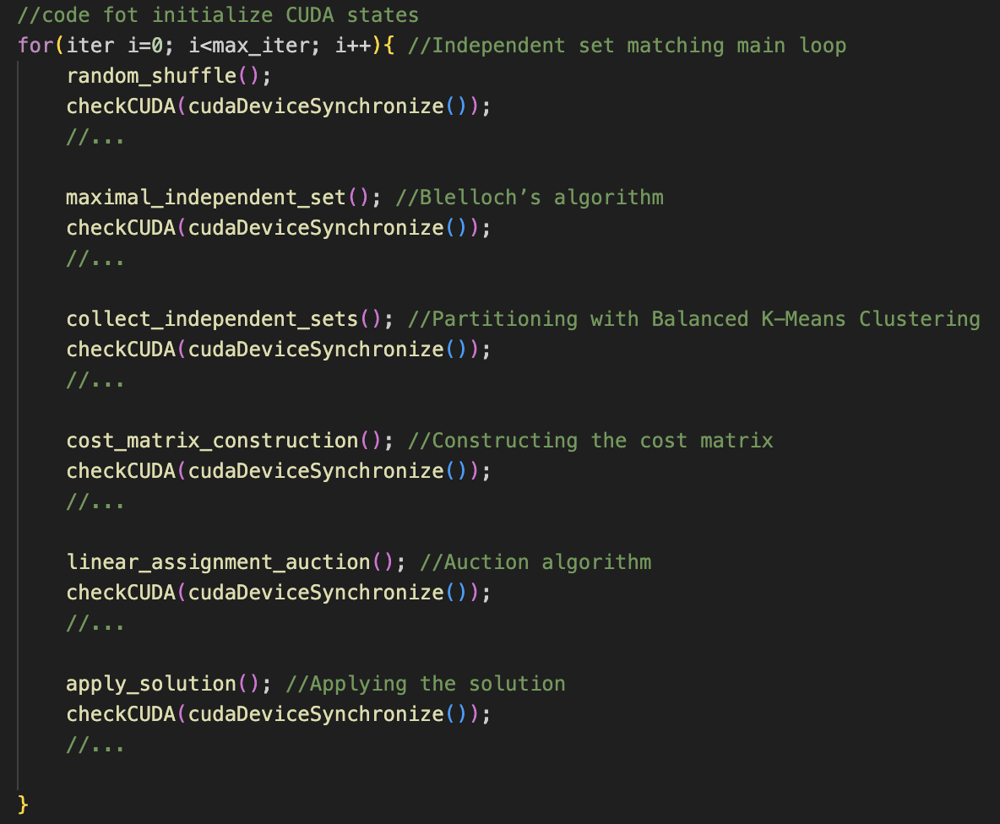 //code fot initialize CUDA states
for(iter i=0; i<max_iter; i++){ //Independent set matching main loop
random_shuffle();
checkCUDA(cudaDeviceSynchronize());
//...
maximal_independent_set(); //Blelloch’s algorithm
checkCUDA(cudaDeviceSynchronize());
//...
collect_independent_sets(); //Partitioning with Balanced K–Means Clustering
checkCUDA(cudaDeviceSynchronize());
//...
cost_matrix_construction(); //Constructing the cost matrix
checkCUDA(cudaDeviceSynchronize());
//...
linear_assignment_auction(); //Auction algorithm
checkCUDA(cudaDeviceSynchronize());
//...
apply_solution(); //Applying the solution
checkCUDA(cudaDeviceSynchronize());
//...
}